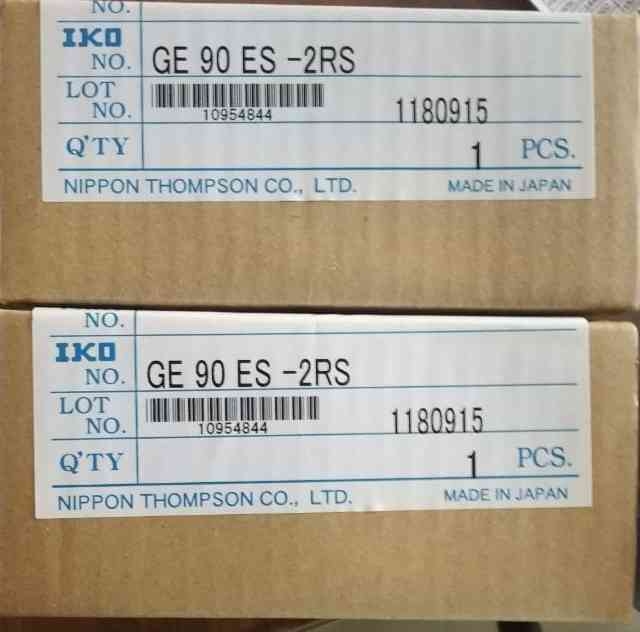 NO.
IKO
NO. GE 90 ES -2RS
LOT
NO. 10954844 1180915
Q'TY 1 PCS.
NIPPON THOMPSON CO., LTD. MADE IN JAPAN
NO.
IKO
NO. GE 90 ES -2RS
LOT
NO. 10954844 1180915
Q'TY 1 PCS.
NIPPON THOMPSON CO., LTD. MADE IN JAPAN